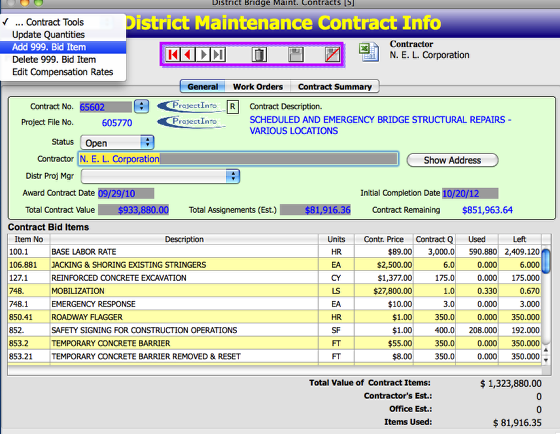 District Bridge Maintenance Contracts [5]
... Contract Tools
Update Quantities
Add 999. Bid Item
Delete 999. Bid Item
Edit Compensation Rates
District Maintenance Contract Info
Contractor
N. E. L. Corporation
General Work Orders Contract Summary
Contract No. 65602 ProjectInfo R Contract Description.
Project File No. 605770 ProjectInfo SCHEDULED AND EMERGENCY BRIDGE STRUCTURAL REPAIRS -
VARIOUS LOCATIONS
Status Open
Contractor N. E. L. Corporation Show Address
Distr Proj Mgr
Award Contract Date 09/29/10 Initial Completion Date 10/20/12
Total Contract Value $933,880.00 Total Assignements (Est.) $81,916.36 Contract Remaining $851,963.64
Contract Bid Items
Item No Description Units Contr. Price Contract Q Used Left
100.1 BASE LABOR RATE HR $89.00 3,000.0 590.880 2,409.120
106.881 JACKING & SHORING EXISTING STRINGERS EA $2,500.00 6.0 0.000 6.000
127.1 REINFORCED CONCRETE EXCAVATION CY $1,377.00 175.0 0.000 175.000
748. MOBILIZATION LS $27,800.00 1.0 0.330 0.670
748.1 EMERGENCY RESPONSE EA $10.00 3.0 0.000 3.000
850.41 ROADWAY FLAGGER HR $1.00 350.0 0.000 350.000
852. SAFETY SIGNING FOR CONSTRUCTION OPERATIONS SF $1.00 400.0 208.000 192.000
853.2 TEMPORARY CONCRETE BARRIER FT $55.00 350.0 0.000 350.000
853.21 TEMPORARY CONCRETE BARRIER REMOVED & RESET FT $8.00 350.0 0.000 350.000
Total Value of Contract Items: $ 1,323,880.00
Contractor's Est.: 0
Office Est.: 0
Items Used: $ 81,916.35